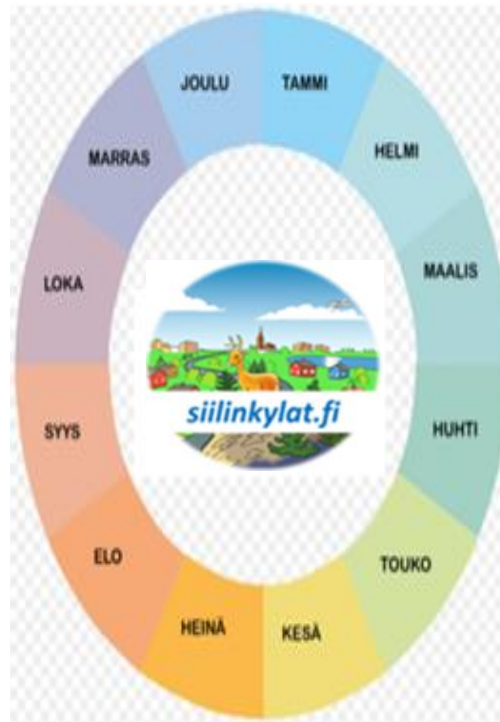 TAMMI
HELMI
MAALIS
HUHTI
TOUKO
KESÄ
HEINÄ
ELO
SYYS
LOKA
MARRAS
JOULU
siilinkylat.fi